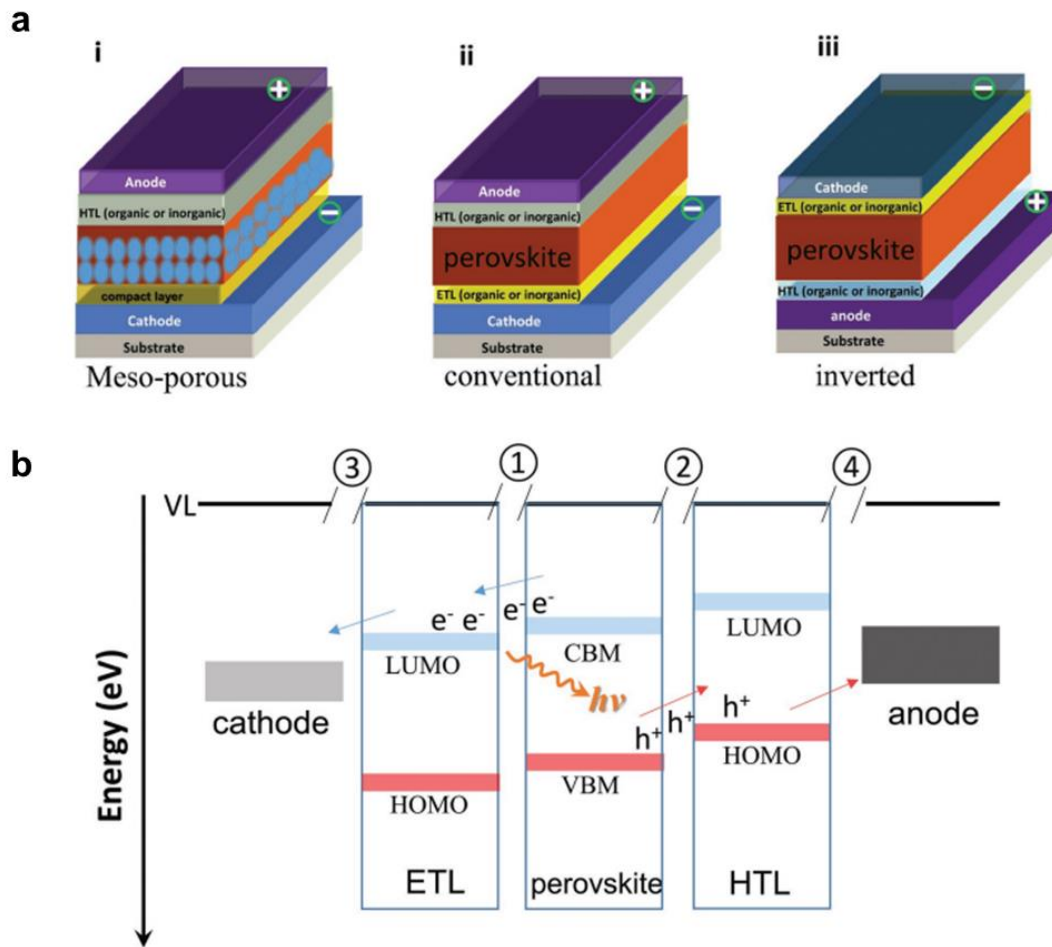 a
i
ii
iii
+
+
−
Anode
HTL (organic or inorganic)
−
compact layer
Cathode
Substrate
Meso-porous
Anode
HTL (organic or inorganic)
−
perovskite
ETL (organic or inorganic)
Cathode
Substrate
conventional
Cathode
ETL (organic or inorganic)
+
perovskite
HTL (organic or inorganic)
anode
Substrate
inverted
b
3
1
2
4
VL
Energy (eV)
e⁻ e⁻
e⁻ e⁻
LUMO
CBM
LUMO
cathode
hν
h⁺
h⁺
h⁺
anode
HOMO
VBM
HOMO
ETL
perovskite
HTL